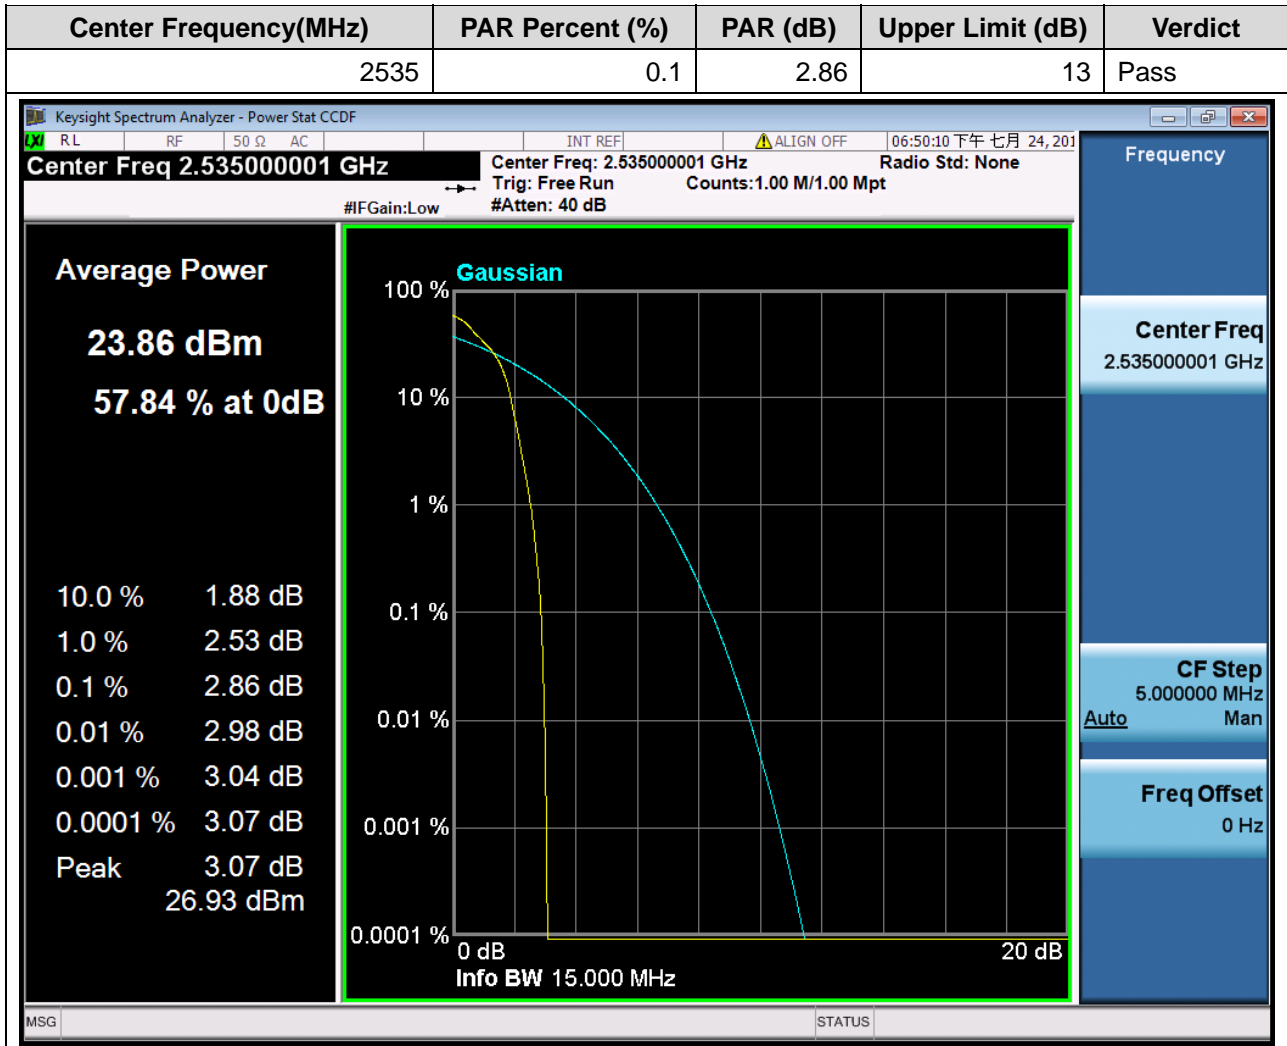 Center Frequency(MHz) PAR Percent (%) PAR (dB) Upper Limit (dB) Verdict
2535 0.1 2.86 13 Pass
Keysight Spectrum Analyzer - Power Stat CCDF
LXI RL RF 50 Ω AC INT REF ALIGN OFF 06:50:10 下午 七月 24, 201
Center Freq 2.535000001 GHz
#IFGain:Low
Center Freq: 2.535000001 GHz Radio Std: None
Trig: Free Run Counts:1.00 M/1.00 Mpt
#Atten: 40 dB
Average Power
23.86 dBm
57.84 % at 0dB
10.0 % 1.88 dB
1.0 % 2.53 dB
0.1 % 2.86 dB
0.01 % 2.98 dB
0.001 % 3.04 dB
0.0001 % 3.07 dB
Peak 3.07 dB
26.93 dBm
Gaussian
100 %
10 %
1 %
0.1 %
0.01 %
0.001 %
0.0001 %
0 dB 20 dB
Info BW 15.000 MHz
Frequency
Center Freq
2.535000001 GHz
CF Step
5.000000 MHz
Auto Man
Freq Offset
0 Hz
MSG STATUS